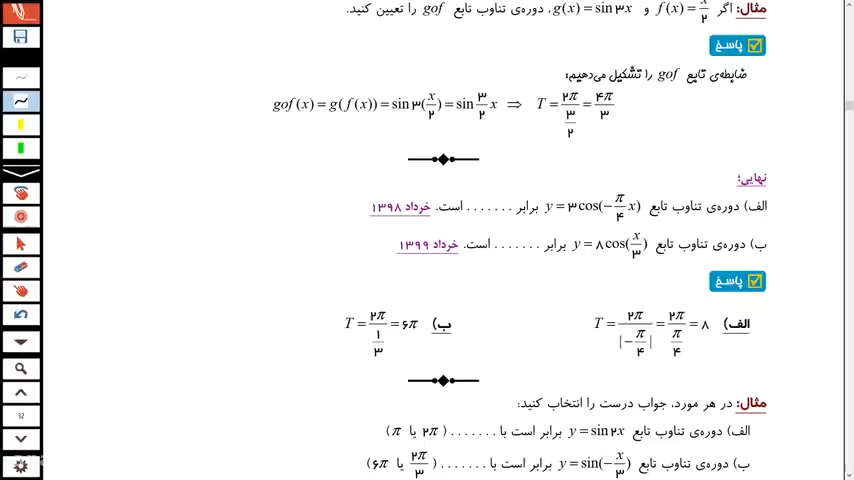 مثال: اگر f(x) = x/۲ و g(x) = sin ۳x، دوره‌ی تناوب تابع gof را تعیین کنید.
پاسخ
ضابطه‌ی تابع gof را تشکیل می‌دهیم:
gof(x) = g(f(x)) = sin ۳(x/۲) = sin ۳/۲ x ⇒ T = ۲π/(۳/۲) = ۴π/۳
نهایی؛
الف) دوره‌ی تناوب تابع y = ۳cos(−π/۴ x) برابر . . . . . . . است. خرداد ۱۳۹۸
ب) دوره‌ی تناوب تابع y = ۸cos(x/۳) برابر . . . . . . . است. خرداد ۱۳۹۹
پاسخ
الف) T = ۲π/|−π/۴| = ۲π/(π/۴) = ۸ ب) T = ۲π/(۱/۳) = ۶π
مثال: در هر مورد، جواب درست را انتخاب کنید:
الف) دوره‌ی تناوب تابع y = sin ۲x برابر است با . . . . . . . (۲π یا π)
ب) دوره‌ی تناوب تابع y = sin(−x/۳) برابر است با . . . . . . . (۲π/۳ یا ۶π)
32